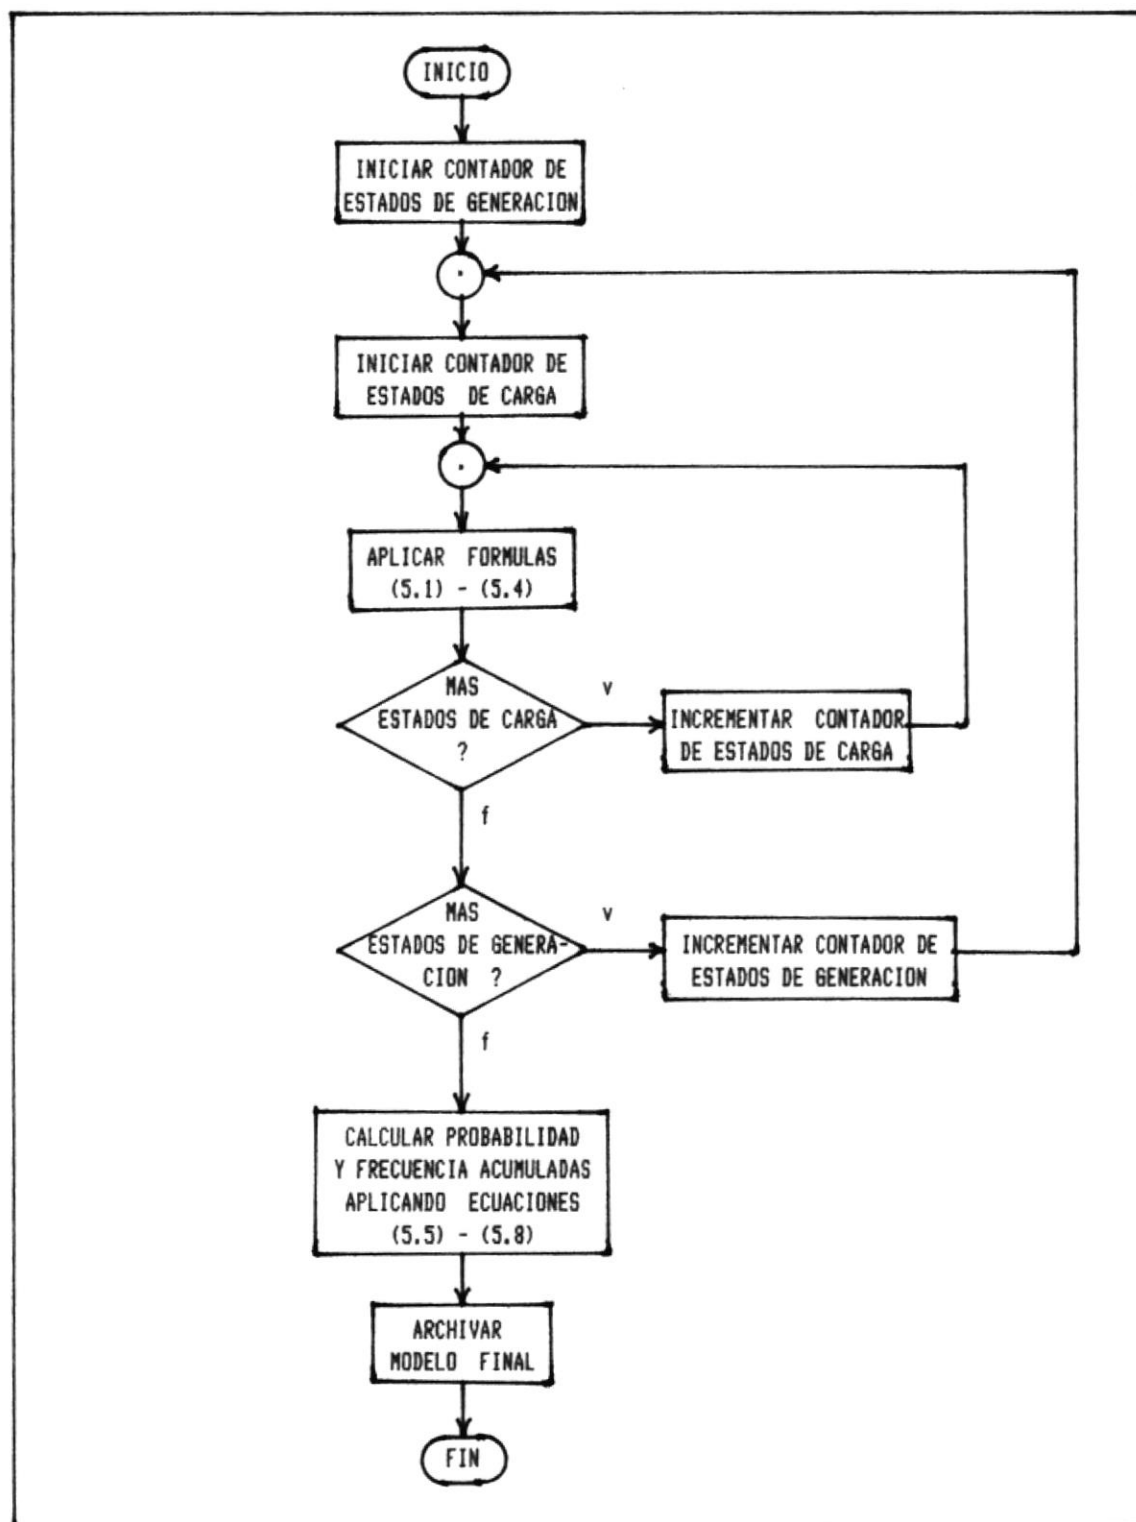 INICIO
INICIAR CONTADOR DE
ESTADOS DE GENERACION
INICIAR CONTADOR DE
ESTADOS DE CARGA
APLICAR FORMULAS
(5.1) - (5.4)
MAS
ESTADOS DE CARGA
?
v
INCREMENTAR CONTADOR
DE ESTADOS DE CARGA
f
MAS
ESTADOS DE GENERA-
CION ?
v
INCREMENTAR CONTADOR DE
ESTADOS DE GENERACION
f
CALCULAR PROBABILIDAD
Y FRECUENCIA ACUMULADAS
APLICANDO ECUACIONES
(5.5) - (5.8)
ARCHIVAR
MODELO FINAL
FIN